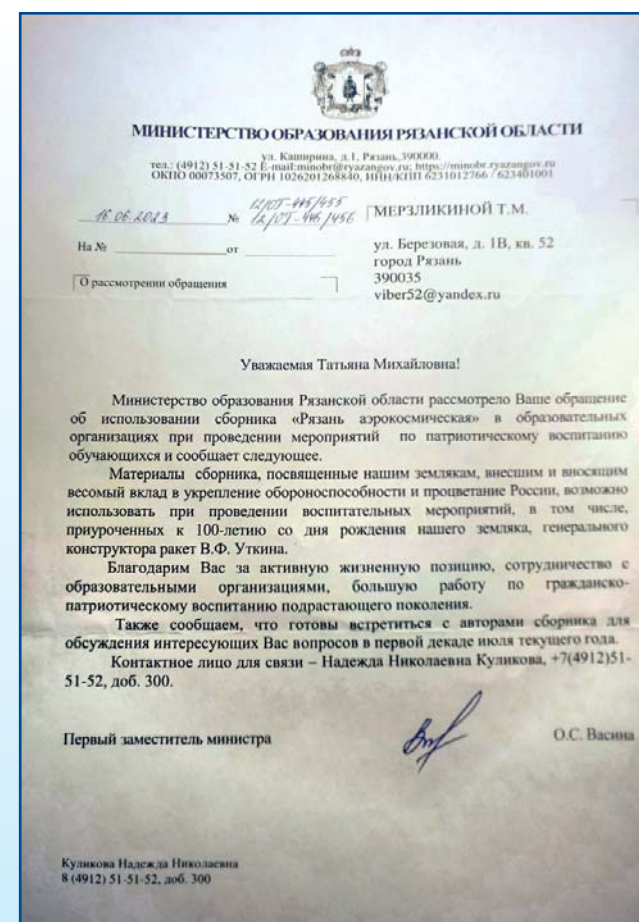 МИНИСТЕРСТВО ОБРАЗОВАНИЯ РЯЗАНСКОЙ ОБЛАСТИ
ул. Каширина, д.1, Рязань, 390000
тел.: (4912) 51-51-52 E-mail:minobr@ryazangov.ru; https://minobr.ryazangov.ru
ОКПО 00073507, ОГРН 1026201268840, ИНН/КПП 6231012766 / 623401001
16.06.2023 № 12/ОТ-445/455
12/ОТ-446/456
На № от
О рассмотрении обращения
МЕРЗЛИКИНОЙ Т.М.
ул. Березовая, д. 1В, кв. 52
город Рязань
390035
viber52@yandex.ru
Уважаемая Татьяна Михайловна!
Министерство образования Рязанской области рассмотрело Ваше обращение
об использовании сборника «Рязань аэрокосмическая» в образовательных
организациях при проведении мероприятий по патриотическому воспитанию
обучающихся и сообщает следующее.
Материалы сборника, посвященные нашим землякам, внесшим и вносящим
весомый вклад в укрепление обороноспособности и процветание России, возможно
использовать при проведении воспитательных мероприятий, в том числе,
приуроченных к 100-летию со дня рождения нашего земляка, генерального
конструктора ракет В.Ф. Уткина.
Благодарим Вас за активную жизненную позицию, сотрудничество с
образовательными организациями, большую работу по гражданско-
патриотическому воспитанию подрастающего поколения.
Также сообщаем, что готовы встретиться с авторами сборника для
обсуждения интересующих Вас вопросов в первой декаде июля текущего года.
Контактное лицо для связи – Надежда Николаевна Куликова, +7(4912)51-
51-52, доб. 300.
Первый заместитель министра
О.С. Васина
Куликова Надежда Николаевна
8 (4912) 51-51-52, доб. 300